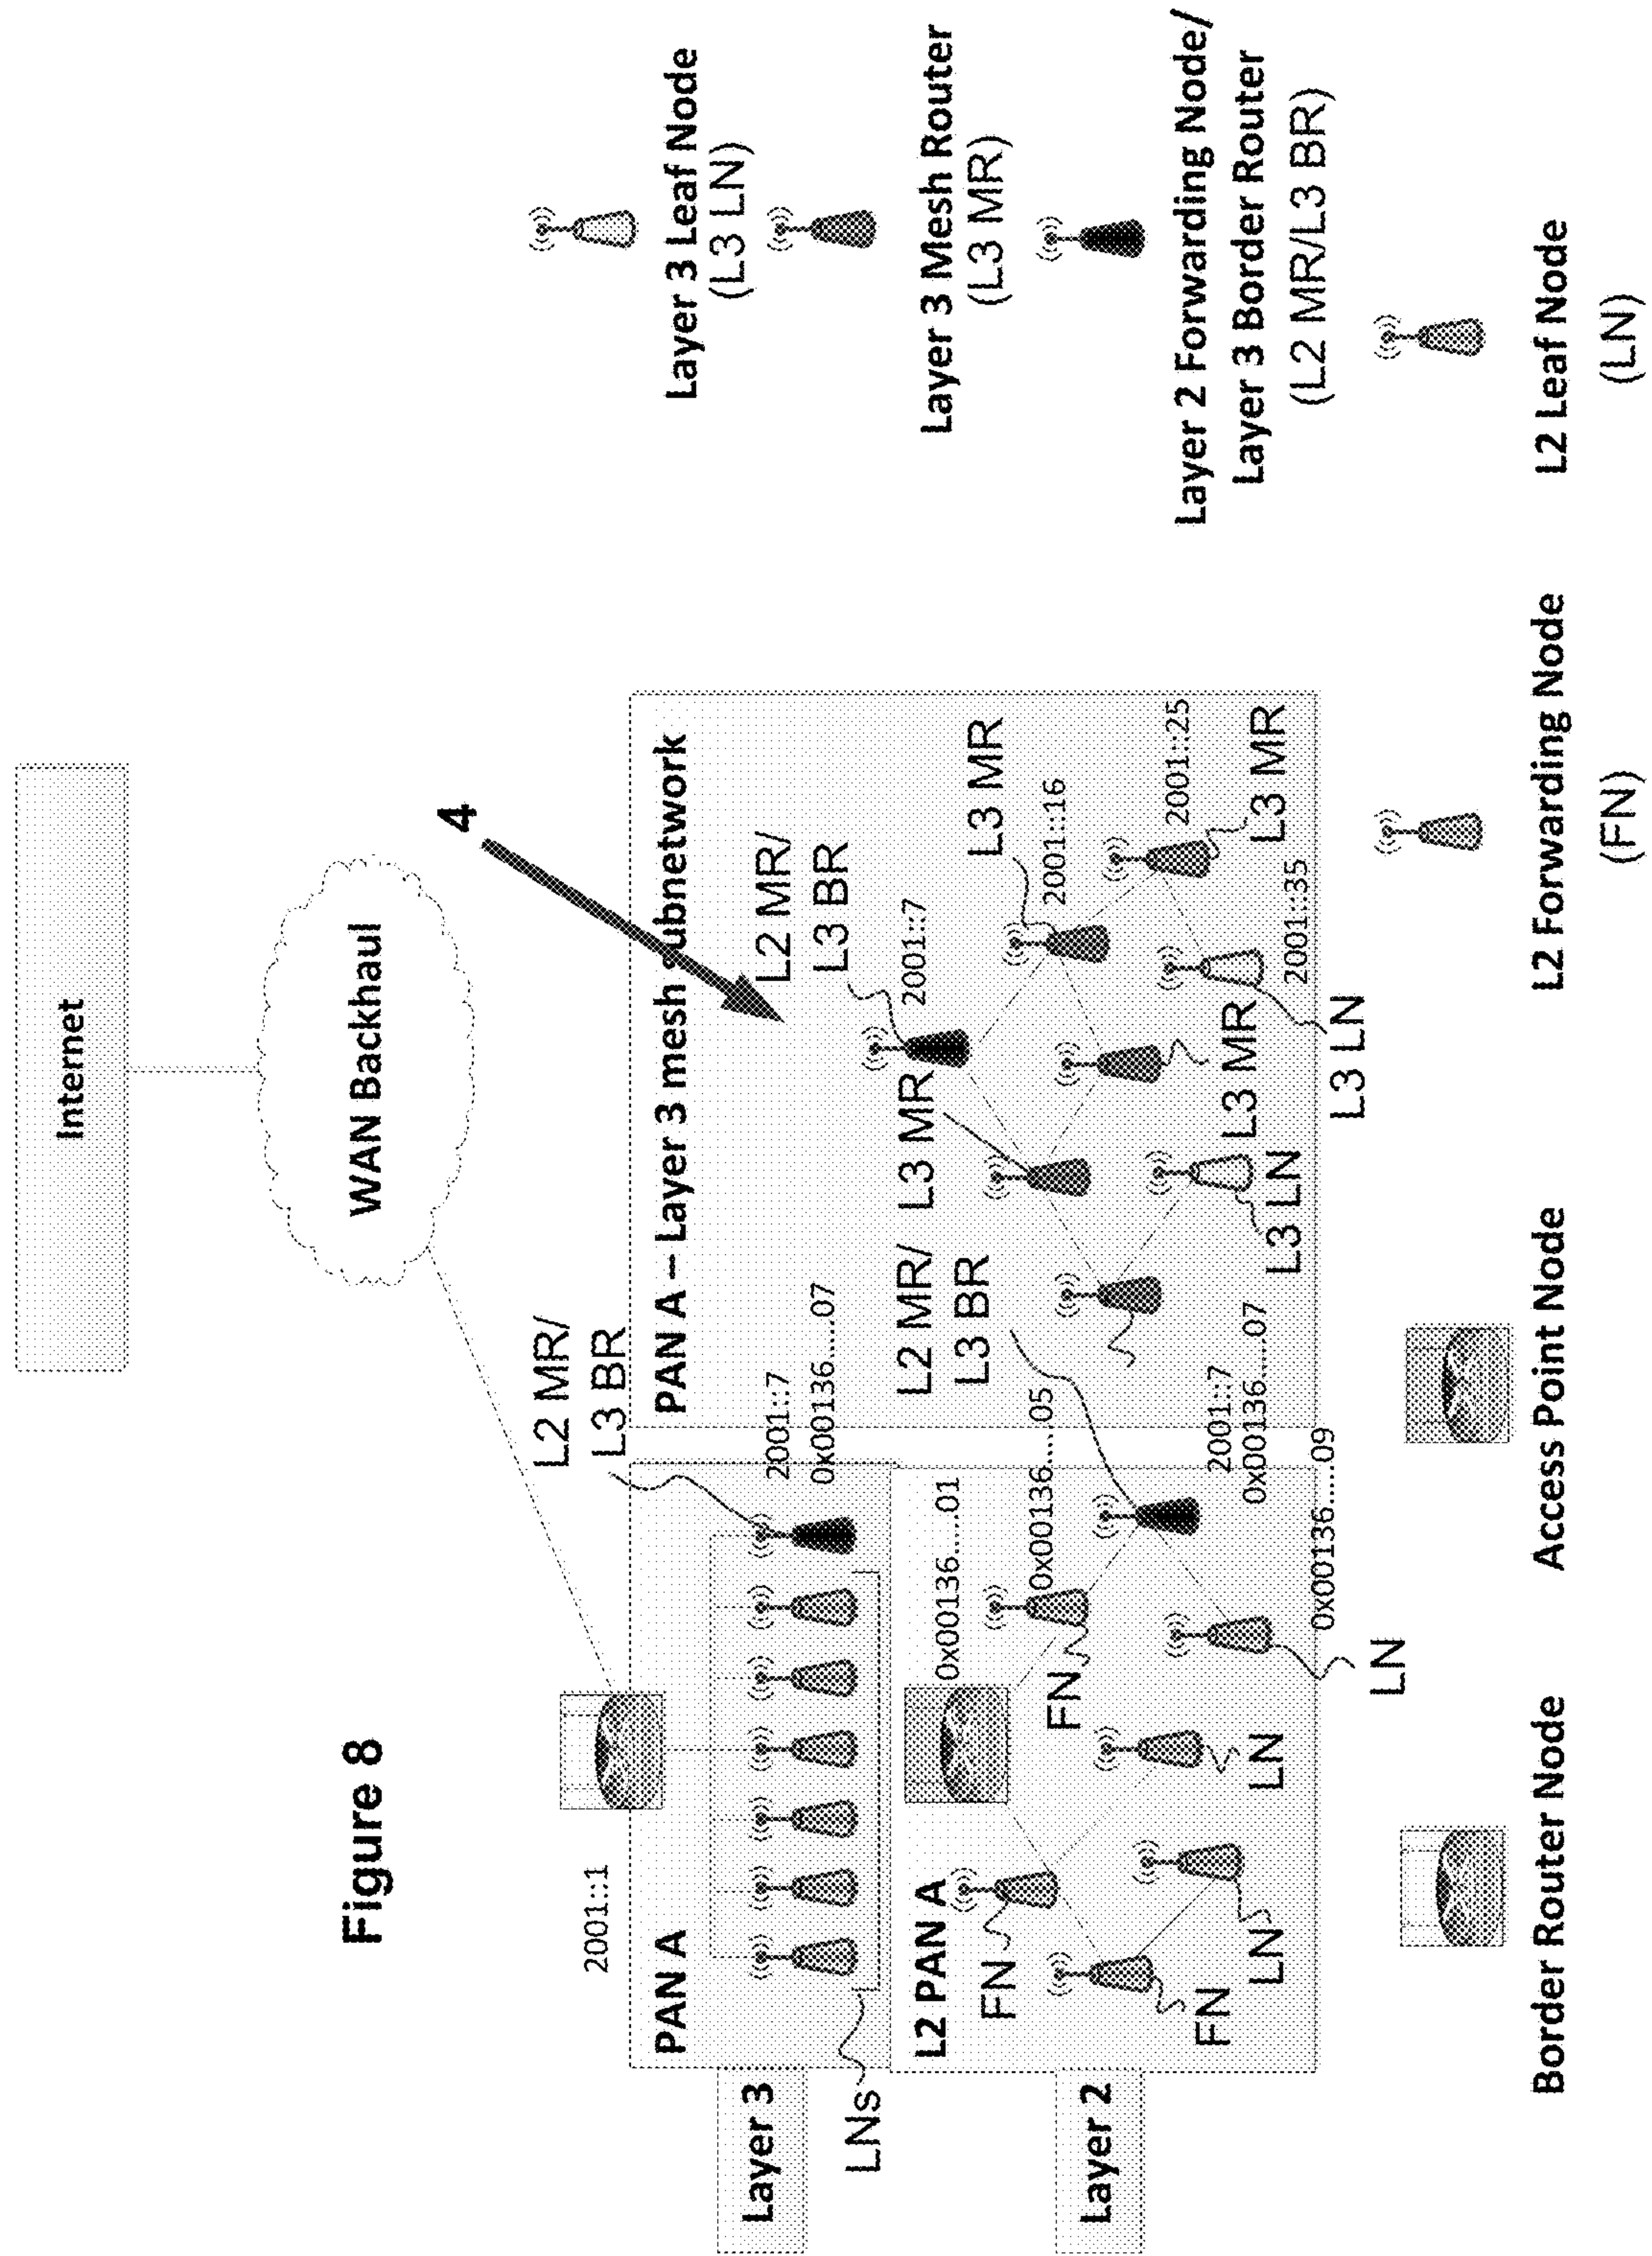 Figure 8
Internet
WAN Backhaul
4
2001::1
L2 MR/
L3 BR
Layer 3
PAN A
2001::7
0x00136.....07
LNs
PAN A – Layer 3 mesh subnetwork
L2 MR/
L3 BR
2001::7
L3 MR
L3 MR
2001::16
2001::25
L3 MR
L3 MR
L3 LN
2001::35
L3 LN
Layer 2
L2 PAN A
0x00136.....01
L2 MR/
L3 BR
FN
FN
FN
0x00136.....05
2001::7
0x00136.....07
LN
LN
LN
0x00136.....09
Layer 3 Leaf Node
(L3 LN)
Layer 3 Mesh Router
(L3 MR)
Layer 2 Forwarding Node/
Layer 3 Border Router
(L2 MR/L3 BR)
Border Router Node
Access Point Node
L2 Forwarding Node
(FN)
L2 Leaf Node
(LN)